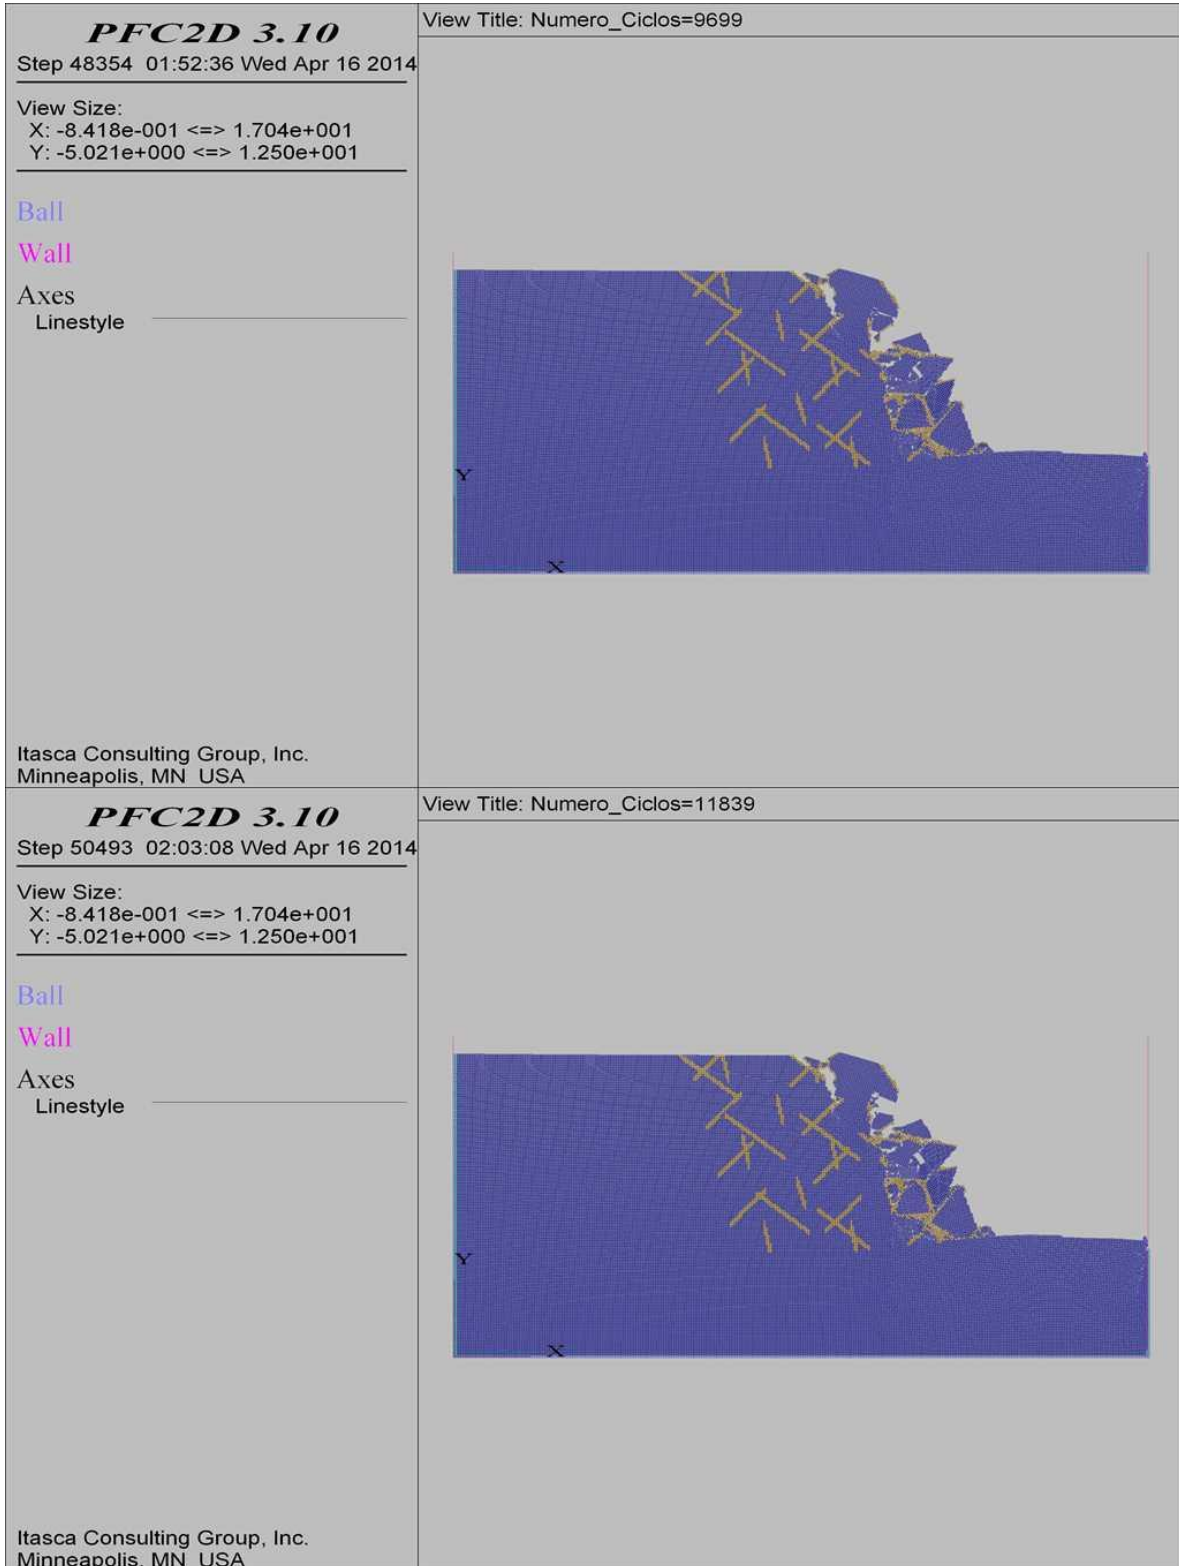 PFC2D 3.10
Step 48354 01:52:36 Wed Apr 16 2014
View Size:
X: -8.418e-001 <=> 1.704e+001
Y: -5.021e+000 <=> 1.250e+001
Ball
Wall
Axes
Linestyle
Itasca Consulting Group, Inc.
Minneapolis, MN USA
View Title: Numero_Ciclos=9699
Y
X
PFC2D 3.10
Step 50493 02:03:08 Wed Apr 16 2014
View Size:
X: -8.418e-001 <=> 1.704e+001
Y: -5.021e+000 <=> 1.250e+001
Ball
Wall
Axes
Linestyle
Itasca Consulting Group, Inc.
Minneapolis, MN USA
View Title: Numero_Ciclos=11839
Y
X